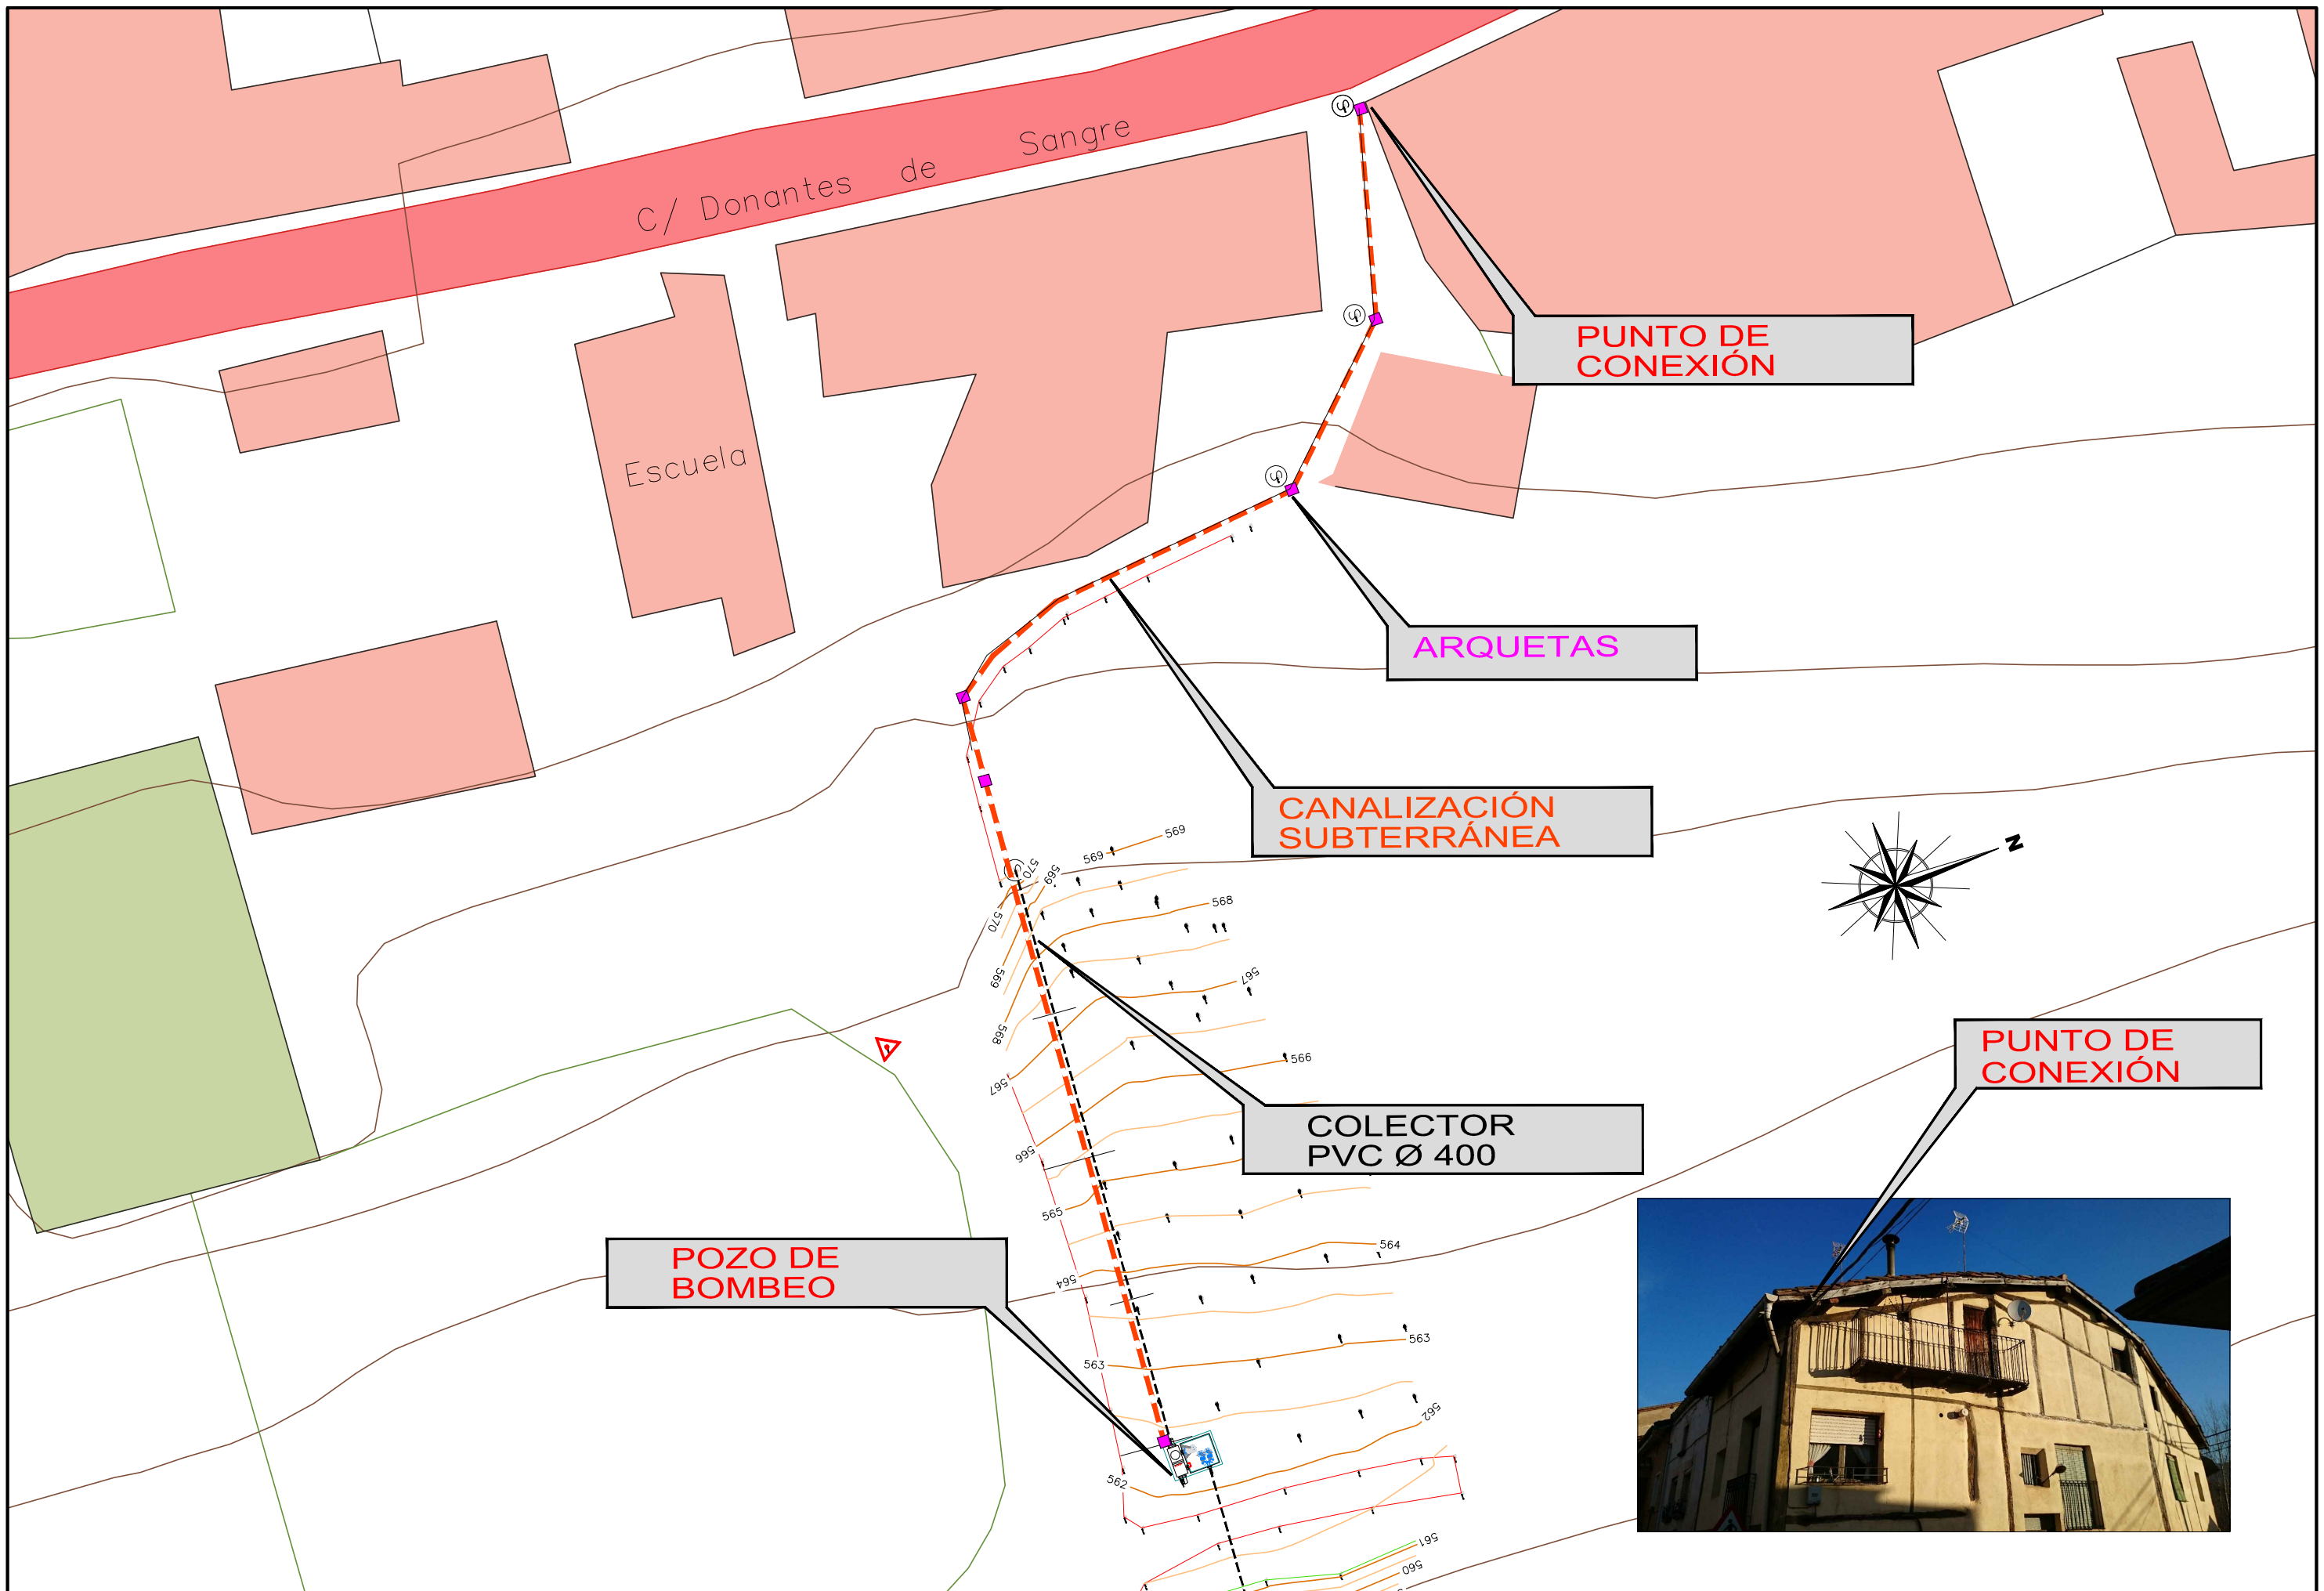 C/ Donantes de Sangre
PUNTO DE
CONEXIÓN
Escuela
ARQUETAS
CANALIZACIÓN
SUBTERRÁNEA
569
569
570
569
568
570
567
569
568
566
567
N
PUNTO DE
CONEXIÓN
COLECTOR
PVC Ø 400
566
565
564
POZO DE
BOMBEO
564
563
563
562
562
561
560